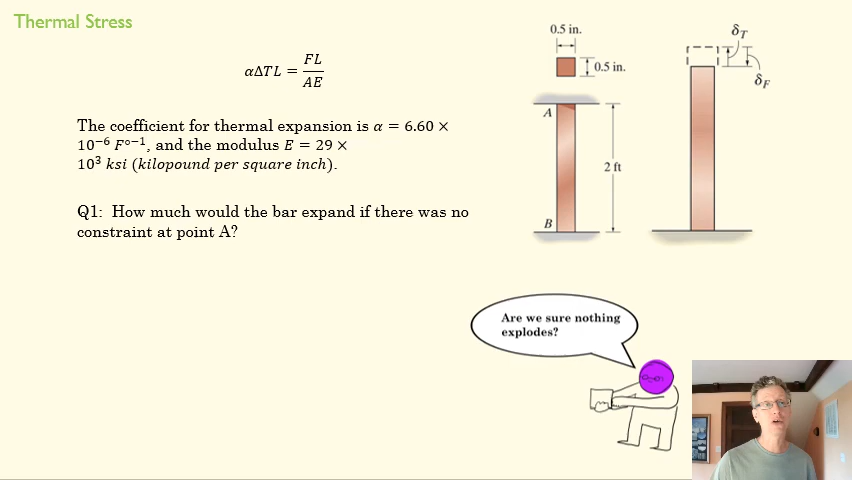 Thermal Stress
αΔTL = FL/AE
The coefficient for thermal expansion is α = 6.60 ×
10⁻⁶ F°⁻¹, and the modulus E = 29 ×
10³ ksi (kilopound per square inch).
Q1: How much would the bar expand if there was no
constraint at point A?
0.5 in.
0.5 in.
A
2 ft
B
δT
δF
Are we sure nothing
explodes?